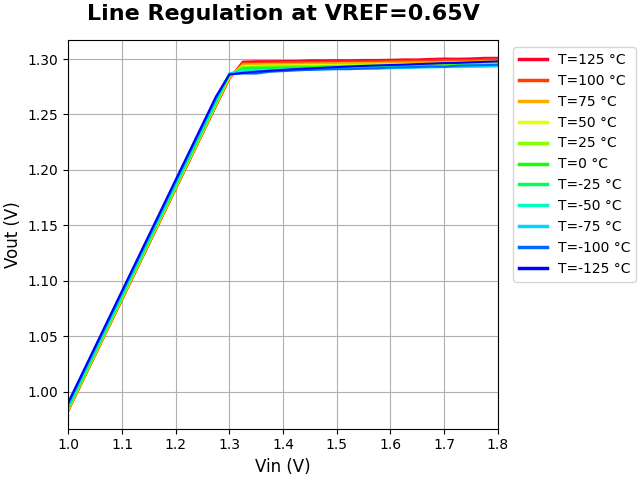 Line Regulation at VREF=0.65V
Vout (V)
1.30
1.25
1.20
1.15
1.10
1.05
1.00
1.0 1.1 1.2 1.3 1.4 1.5 1.6 1.7 1.8
Vin (V)
T=125 °C
T=100 °C
T=75 °C
T=50 °C
T=25 °C
T=0 °C
T=-25 °C
T=-50 °C
T=-75 °C
T=-100 °C
T=-125 °C